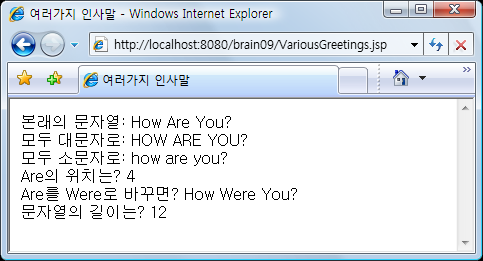 여러가지 인사말 - Windows Internet Explorer
http://localhost:8080/brain09/VariousGreetings.jsp
여러가지 인사말
본래의 문자열: How Are You?
모두 대문자로: HOW ARE YOU?
모두 소문자로: how are you?
Are의 위치는? 4
Are를 Were로 바꾸면? How Were You?
문자열의 길이는? 12